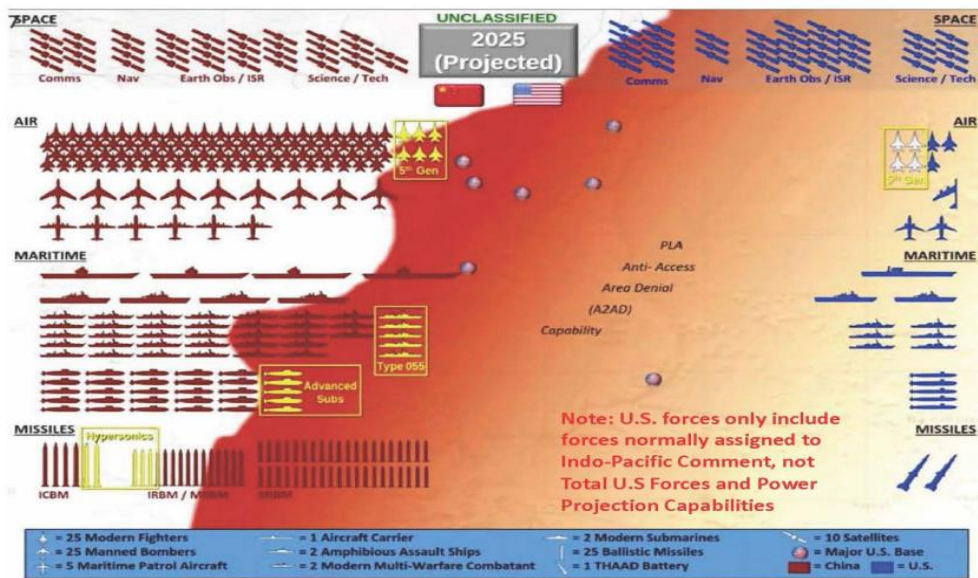 7
SPACE
UNCLASSIFIED
2025
(Projected)
SPACE
Comms
Nav
Earth Obs / ISR
Science / Tech
Comms
Nav
Earth Obs / ISR
Science / Tech
AIR
5th Gen
AIR
5th Gen
MARITIME
MARITIME
PLA
Anti- Access
Area Denial
(A2AD)
Capability
Type 055
Advanced
Subs
MISSILES
Hypersonics
ICBM
IRBM / MRBM
SRBM
MISSILES
Note: U.S. forces only include
forces normally assigned to
Indo-Pacific Comment, not
Total U.S Forces and Power
Projection Capabilities
= 25 Modern Fighters
= 25 Manned Bombers
= 5 Maritime Patrol Aircraft
= 1 Aircraft Carrier
= 2 Amphibious Assault Ships
= 2 Modern Multi-Warfare Combatant
= 2 Modern Submarines
= 25 Ballistic Missiles
= 1 THAAD Battery
= 10 Satellites
= Major U.S. Base
= China
= U.S.